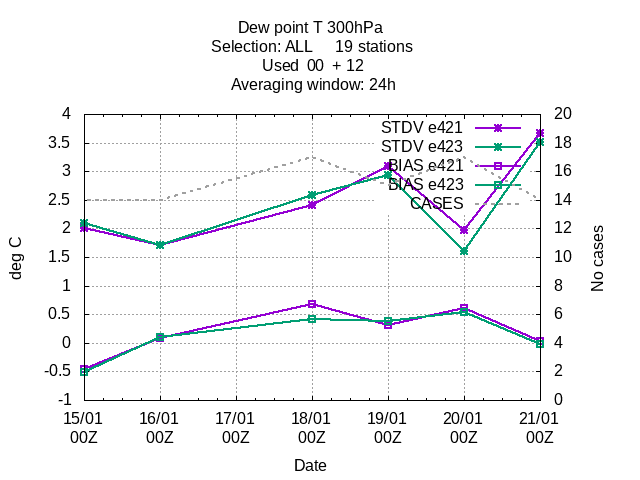 Dew point T 300hPa
Selection: ALL     19 stations
Used  00  + 12
Averaging window: 24h
4
3.5
3
2.5
2
1.5
1
0.5
0
-0.5
-1
20
18
16
14
12
10
8
6
4
2
0
STDV e421
STDV e423
BIAS e421
BIAS e423
CASES
deg C
No cases
15/01 16/01 17/01 18/01 19/01 20/01 21/01
00Z 00Z 00Z 00Z 00Z 00Z 00Z
Date